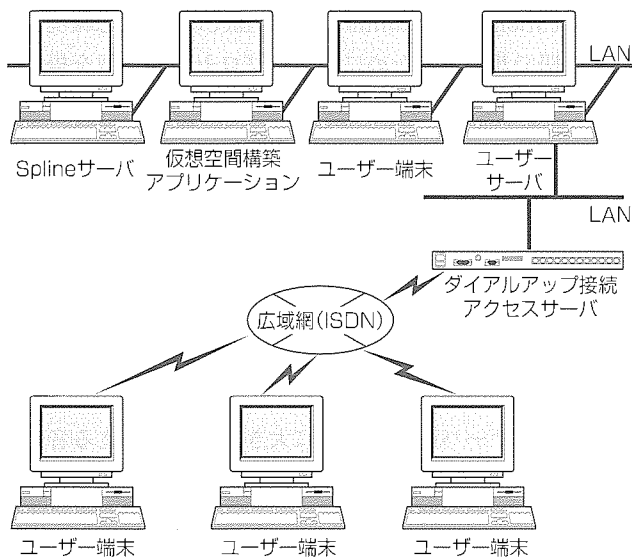 LAN
Splineサーバ
仮想空間構築
アプリケーション
ユーザー端末
ユーザー
サーバ
LAN
ダイアルアップ接続
アクセスサーバ
広域網(ISDN)
ユーザー端末
ユーザー端末
ユーザー端末